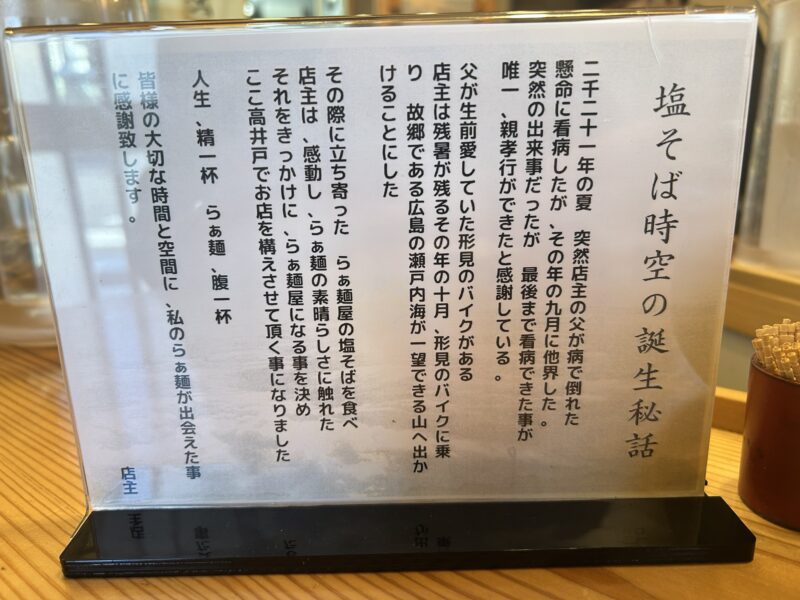 塩そば時空の誕生秘話
二千二十一年の夏　突然店主の父が病で倒れた
懸命に看病したが、その年の九月に他界した。
突然の出来事だったが　最後まで看病できた事が
唯一、親孝行ができたと感謝している。
父が生前愛していた形見のバイクがある
店主は残暑が残るその年の十月、形見のバイクに乗
り　故郷である広島の瀬戸内海が一望できる山へ出か
けることにした
その際に立ち寄った　らぁ麺屋の塩そばを食べ
店主は、感動し、らぁ麺の素晴らしさに触れた
それをきっかけに、らぁ麺屋になる事を決め
ここ高井戸でお店を構えさせて頂く事になりました
人生、精一杯　らぁ麺、腹一杯
皆様の大切な時間と空間に、私のらぁ麺が出会えた事
に感謝致します。
店主